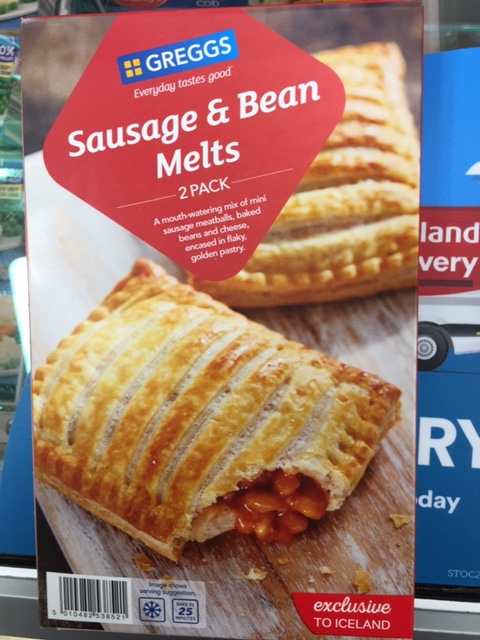 GREGGS
Everyday tastes good
Sausage & Bean
Melts
2 PACK
A mouth-watering mix of mini
sausage meatballs, baked
beans and cheese,
encased in flaky,
golden pastry.
land
very
RY
day
Image shows
serving suggestion.
BAKE IN
25
MINUTES
5 010482 538521
exclusive
TO ICELAND